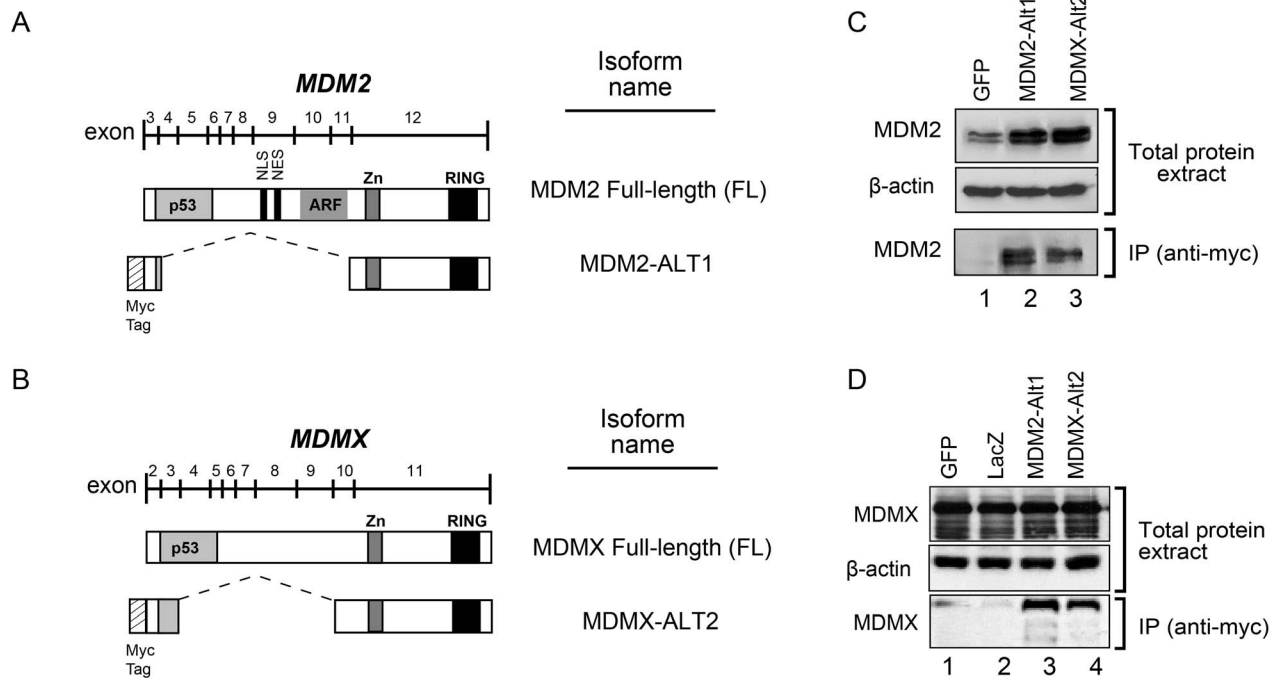 A
MDM2
Isoform
name
exon
3 4 5 6 7 8 9 10 11 12
NLS
NES
Zn
RING
p53
ARF
MDM2 Full-length (FL)
MDM2-ALT1
Myc
Tag
B
MDMX
Isoform
name
exon
2 3 4 5 6 7 8 9 10 11
Zn
RING
p53
MDMX Full-length (FL)
MDMX-ALT2
Myc
Tag
C
GFP
MDM2-Alt1
MDMX-Alt2
MDM2
β-actin
Total protein
extract
MDM2
IP (anti-myc)
1 2 3
D
GFP
LacZ
MDM2-Alt1
MDMX-Alt2
MDMX
β-actin
Total protein
extract
MDMX
IP (anti-myc)
1 2 3 4